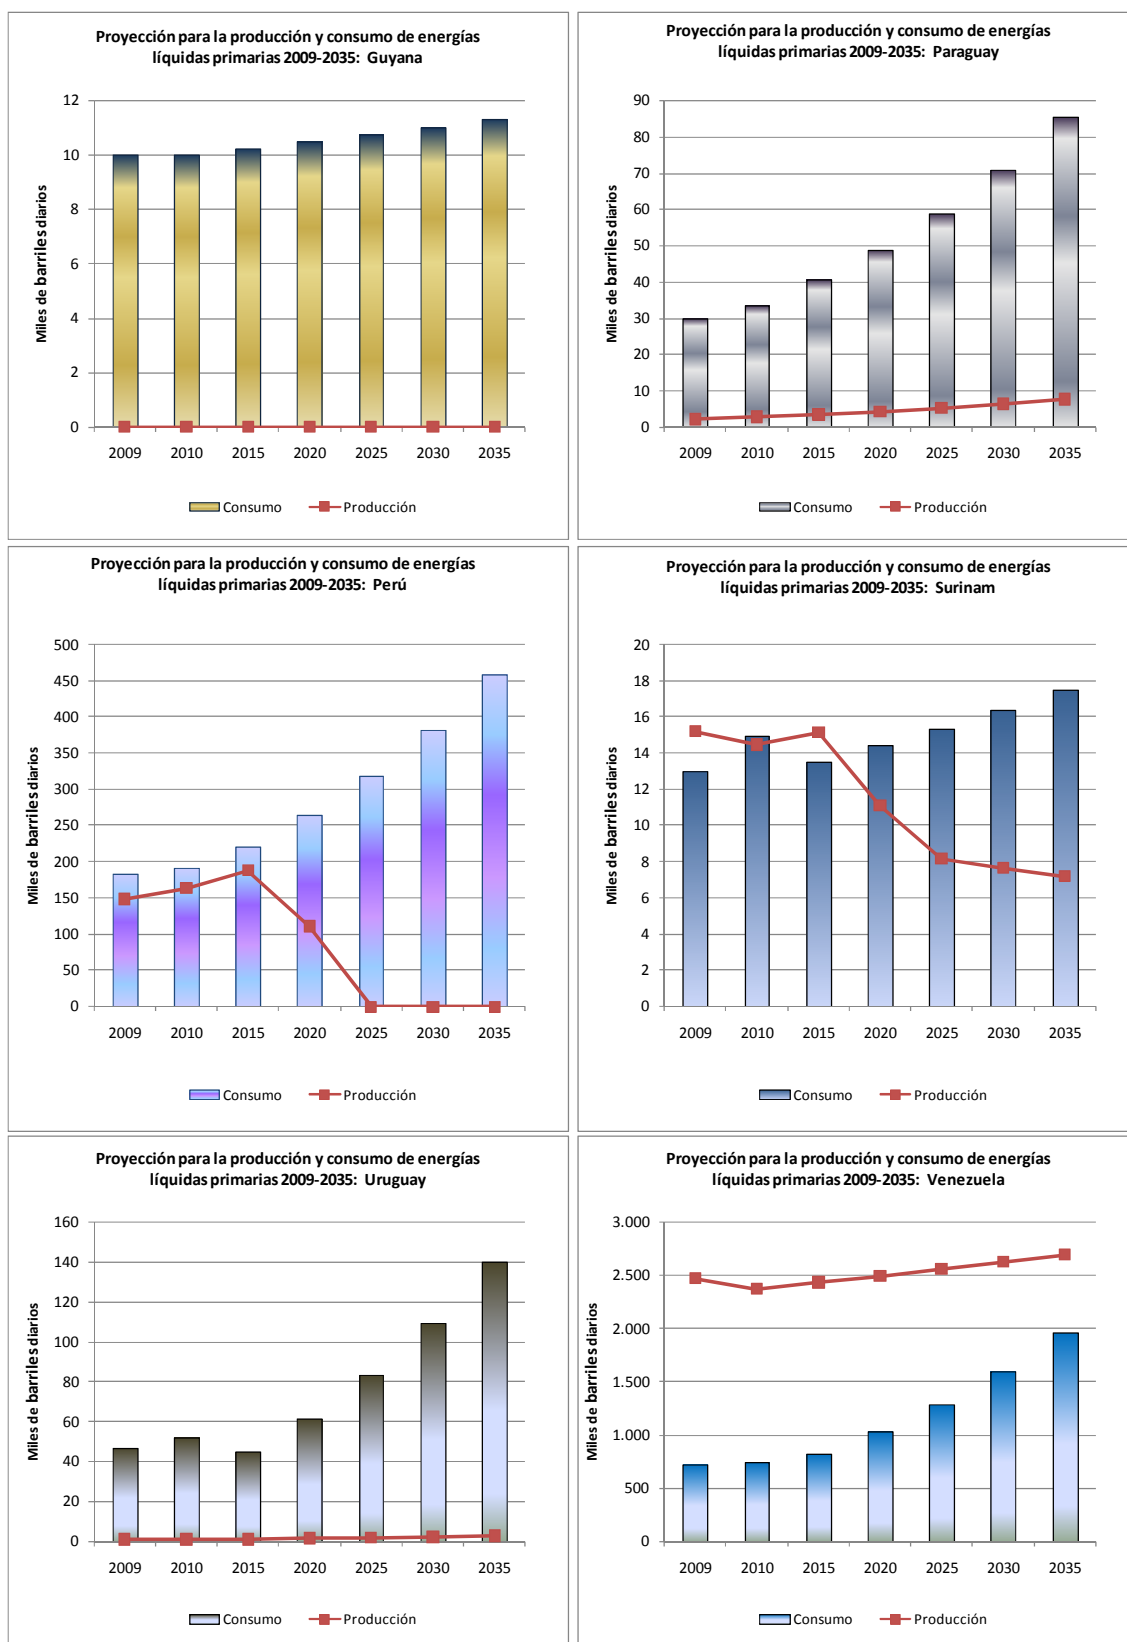 Proyección para la producción y consumo de energías
líquidas primarias 2009-2035: Guyana
Miles de barriles diarios
12
10
8
6
4
2
0
2009 2010 2015 2020 2025 2030 2035
Consumo Producción
Proyección para la producción y consumo de energías
líquidas primarias 2009-2035: Paraguay
Miles de barriles diarios
90
80
70
60
50
40
30
20
10
0
2009 2010 2015 2020 2025 2030 2035
Consumo Producción
Proyección para la producción y consumo de energías
líquidas primarias 2009-2035: Perú
Miles de barriles diarios
500
450
400
350
300
250
200
150
100
50
0
2009 2010 2015 2020 2025 2030 2035
Consumo Producción
Proyección para la producción y consumo de energías
líquidas primarias 2009-2035: Surinam
Miles de barriles diarios
20
18
16
14
12
10
8
6
4
2
0
2009 2010 2015 2020 2025 2030 2035
Consumo Producción
Proyección para la producción y consumo de energías
líquidas primarias 2009-2035: Uruguay
Miles de barriles diarios
160
140
120
100
80
60
40
20
0
2009 2010 2015 2020 2025 2030 2035
Consumo Producción
Proyección para la producción y consumo de energías
líquidas primarias 2009-2035: Venezuela
Miles de barriles diarios
3.000
2.500
2.000
1.500
1.000
500
0
2009 2010 2015 2020 2025 2030 2035
Consumo Producción